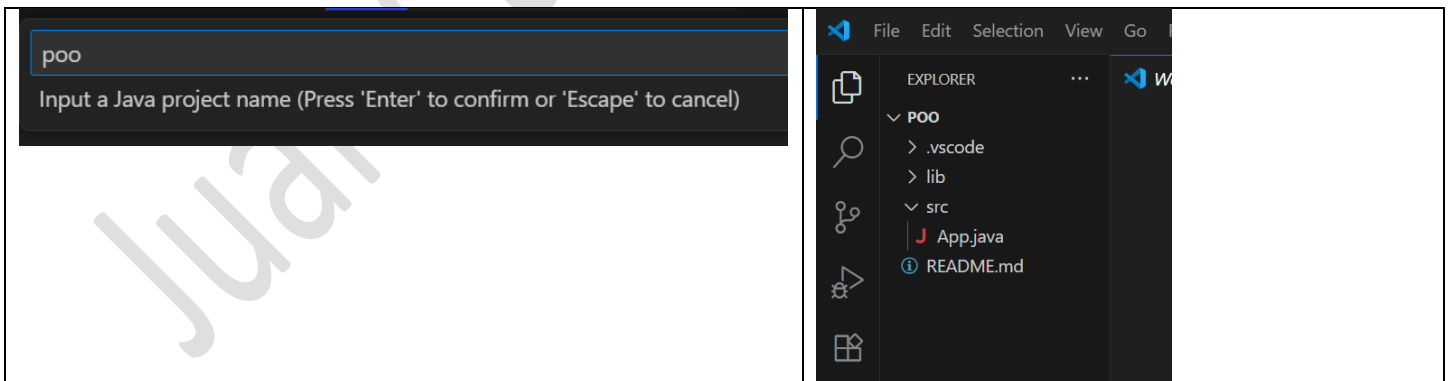 poo
Input a Java project name (Press 'Enter' to confirm or 'Escape' to cancel)
File Edit Selection View Go
EXPLORER ...
POO
.vscode
lib
src
J App.java
README.md